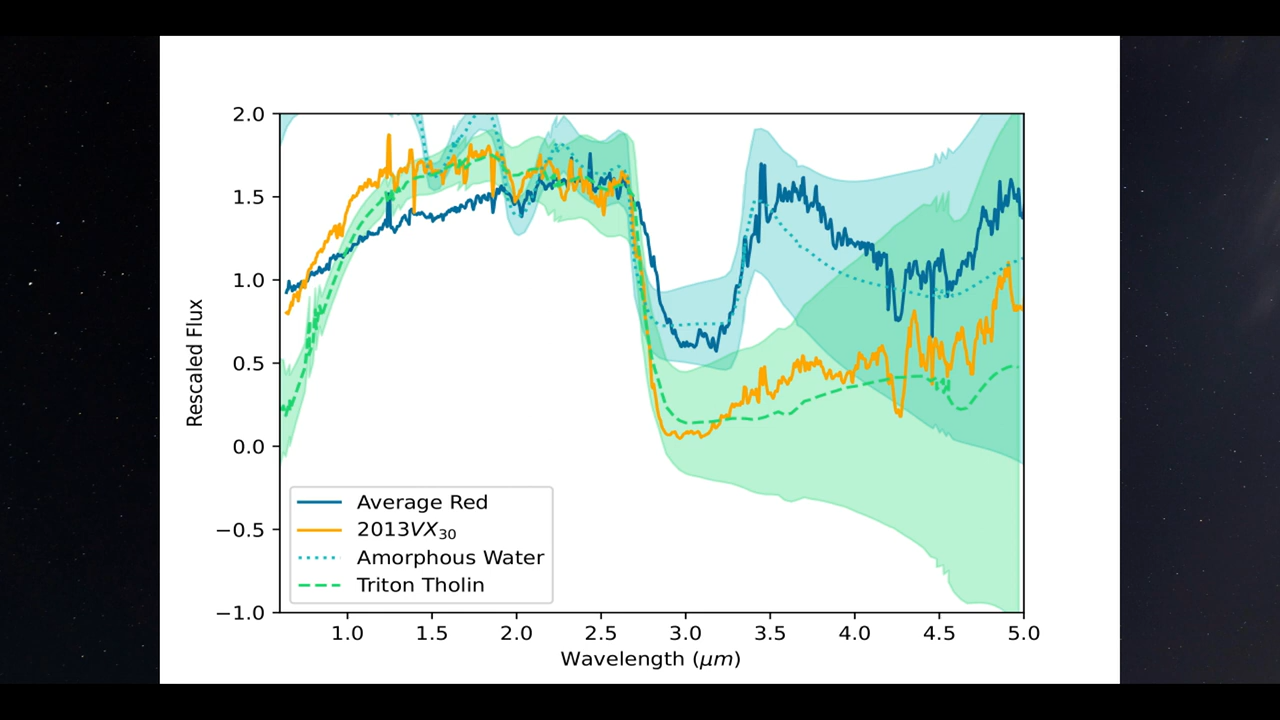 2.0
1.5
1.0
0.5
0.0
−0.5
−1.0
Rescaled Flux
Average Red
2013VX30
Amorphous Water
Triton Tholin
1.0 1.5 2.0 2.5 3.0 3.5 4.0 4.5 5.0
Wavelength (μm)